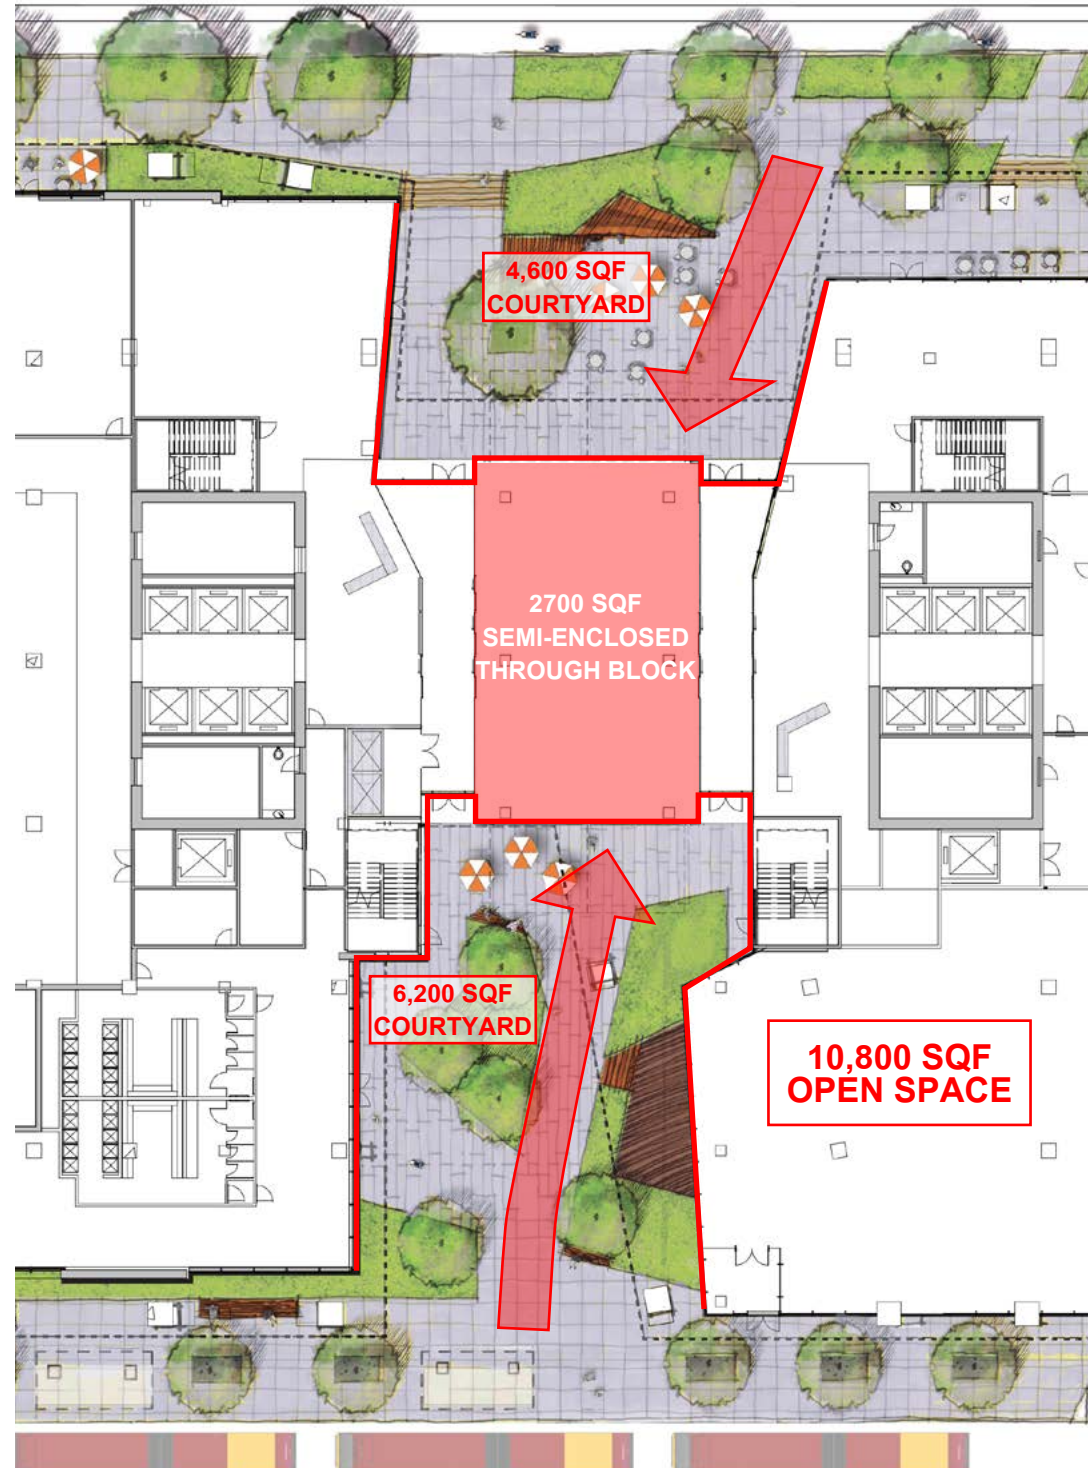 4,600 SQF
COURTYARD
2700 SQF
SEMI-ENCLOSED
THROUGH BLOCK
6,200 SQF
COURTYARD
10,800 SQF
OPEN SPACE